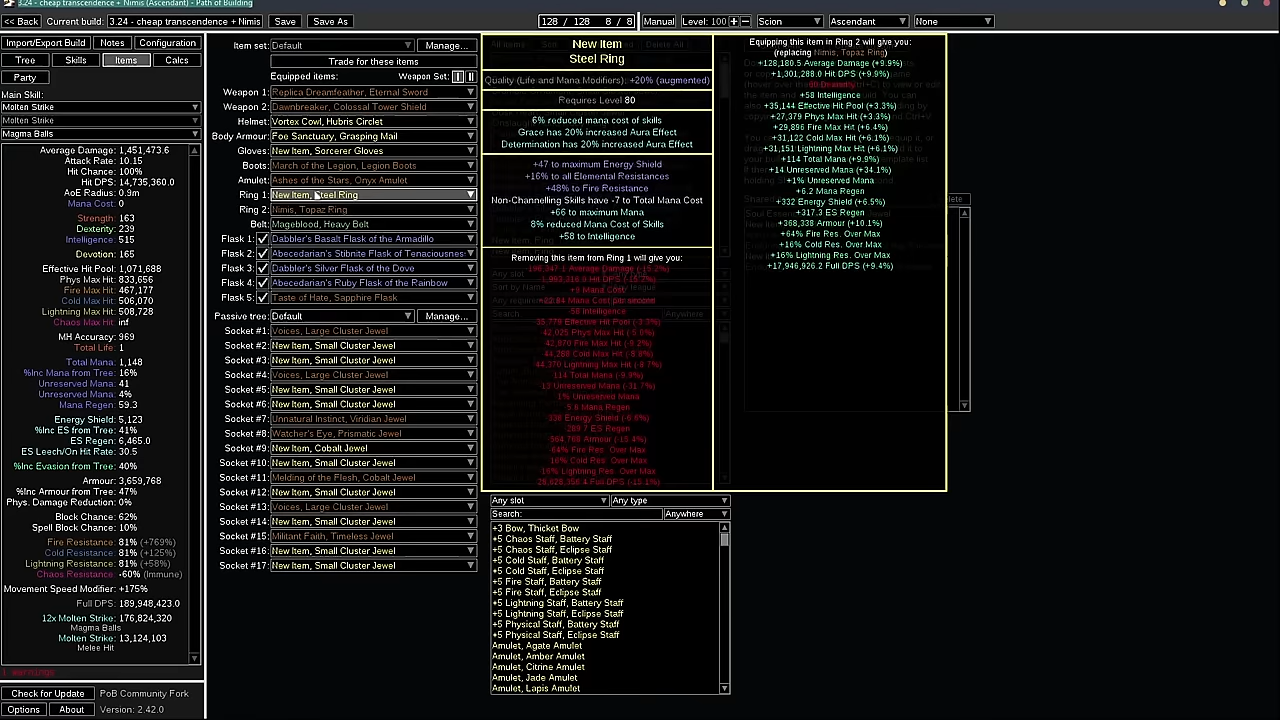 3.24 - cheap transcendence + Nimis (Ascendant) - Path of Building
<< Back Current build: 3.24 - cheap transcendence + Nimis Save Save As 128 / 128 8 / 8 Manual Level: 100 + - Scion Ascendant None
Import/Export Build Notes Configuration
Tree Skills Items Calcs
Party
Main Skill:
Molten Strike
Molten Strike
Magma Balls
Average Damage: 1,451,473.6
Attack Rate: 10.15
Hit Chance: 100%
Hit DPS: 14,735,360.0
AoE Radius: 0.9m
Mana Cost: 0
Strength: 163
Dexterity: 239
Intelligence: 515
Devotion: 165
Effective Hit Pool: 1,071,688
Phys Max Hit: 833,656
Fire Max Hit: 467,177
Cold Max Hit: 506,070
Lightning Max Hit: 508,728
Chaos Max Hit: inf
MH Accuracy: 969
Total Life: 1
Total Mana: 1,148
%Inc Mana from Tree: 16%
Unreserved Mana: 41
Unreserved Mana: 4%
Mana Regen: 59.3
Energy Shield: 5,123
%Inc ES from Tree: 41%
ES Regen: 6,465.0
ES Leech/On Hit Rate: 30.5
%Inc Evasion from Tree: 40%
Armour: 3,659,768
%Inc Armour from Tree: 47%
Phys. Damage Reduction: 0%
Block Chance: 62%
Spell Block Chance: 10%
Fire Resistance: 81% (+769%)
Cold Resistance: 81% (+125%)
Lightning Resistance: 81% (+58%)
Chaos Resistance: -60% (Immune)
Movement Speed Modifier: +175%
Full DPS: 189,948,423.0
12x Molten Strike: 176,824,320
Magma Balls
Molten Strike: 13,124,103
Melee Hit
Check for Update PoB Community Fork
Options About Version: 2.42.0
Item set: Default Manage...
Trade for these items
Equipped items: Weapon Set: I II
Weapon 1: Replica Dreamfeather, Eternal Sword
Weapon 2: Dawnbreaker, Colossal Tower Shield
Helmet: Vortex Cowl, Hubris Circlet
Body Armour: Foe Sanctuary, Grasping Mail
Gloves: New Item, Sorcerer Gloves
Boots: March of the Legion, Legion Boots
Amulet: Ashes of the Stars, Onyx Amulet
Ring 1: New Item, Steel Ring
Ring 2: Nimis, Topaz Ring
Belt: Mageblood, Heavy Belt
Flask 1: Dabbler's Basalt Flask of the Armadillo
Flask 2: Abecedarian's Stibnite Flask of Tenaciousnes
Flask 3: Dabbler's Silver Flask of the Dove
Flask 4: Abecedarian's Ruby Flask of the Rainbow
Flask 5: Taste of Hate, Sapphire Flask
Passive tree: Default Manage...
Socket #1: Voices, Large Cluster Jewel
Socket #2: New Item, Small Cluster Jewel
Socket #3: New Item, Small Cluster Jewel
Socket #4: Voices, Large Cluster Jewel
Socket #5: New Item, Small Cluster Jewel
Socket #6: New Item, Small Cluster Jewel
Socket #7: Unnatural Instinct, Viridian Jewel
Socket #8: Watcher's Eye, Prismatic Jewel
Socket #9: New Item, Cobalt Jewel
Socket #10: New Item, Small Cluster Jewel
Socket #11: Melding of the Flesh, Cobalt Jewel
Socket #12: New Item, Small Cluster Jewel
Socket #13: Voices, Large Cluster Jewel
Socket #14: New Item, Small Cluster Jewel
Socket #15: Militant Faith, Timeless Jewel
Socket #16: New Item, Small Cluster Jewel
Socket #17: New Item, Small Cluster Jewel
New Item
Steel Ring
Quality (Life and Mana Modifiers): +20% (augmented)
Requires Level 80
6% reduced mana cost of skills
Grace has 20% increased Aura Effect
Determination has 20% increased Aura Effect
+47 to maximum Energy Shield
+16% to all Elemental Resistances
+48% to Fire Resistance
Non-Channelling Skills have -7 to Total Mana Cost
+66 to maximum Mana
8% reduced Mana Cost of Skills
+58 to Intelligence
Removing this item from Ring 1 will give you:
+9 Mana Cost
-58 Intelligence
-114 Total Mana (-9.9%)
-1% Unreserved Mana
-5.6 Mana Regen
-64% Fire Res. Over Max
-16% Cold Res. Over Max
-16% Lightning Res. Over Max
Equipping this item in Ring 2 will give you:
(replacing Nimis, Topaz Ring)
+128,180.5 Average Damage (+9.9%)
+1,301,288.0 Hit DPS (+9.9%)
+58 Intelligence
+35,144 Effective Hit Pool (+3.3%)
+27,379 Phys Max Hit (+3.3%)
+29,896 Fire Max Hit (+6.4%)
+31,122 Cold Max Hit (+6.1%)
+31,151 Lightning Max Hit (+6.1%)
+114 Total Mana (+9.9%)
+14 Unreserved Mana (+34.1%)
+1% Unreserved Mana
+6.2 Mana Regen
+332 Energy Shield (+6.5%)
+317.3 ES Regen
+368,339 Armour (+10.1%)
+64% Fire Res. Over Max
+16% Cold Res. Over Max
+16% Lightning Res. Over Max
+17,946,926.2 Full DPS (+9.4%)
Any slot Any type
Search: Anywhere
+3 Bow, Thicket Bow
+5 Chaos Staff, Battery Staff
+5 Chaos Staff, Eclipse Staff
+5 Cold Staff, Battery Staff
+5 Cold Staff, Eclipse Staff
+5 Fire Staff, Battery Staff
+5 Fire Staff, Eclipse Staff
+5 Lightning Staff, Battery Staff
+5 Lightning Staff, Eclipse Staff
+5 Physical Staff, Battery Staff
+5 Physical Staff, Eclipse Staff
Amulet, Agate Amulet
Amulet, Amber Amulet
Amulet, Citrine Amulet
Amulet, Jade Amulet
Amulet, Lapis Amulet